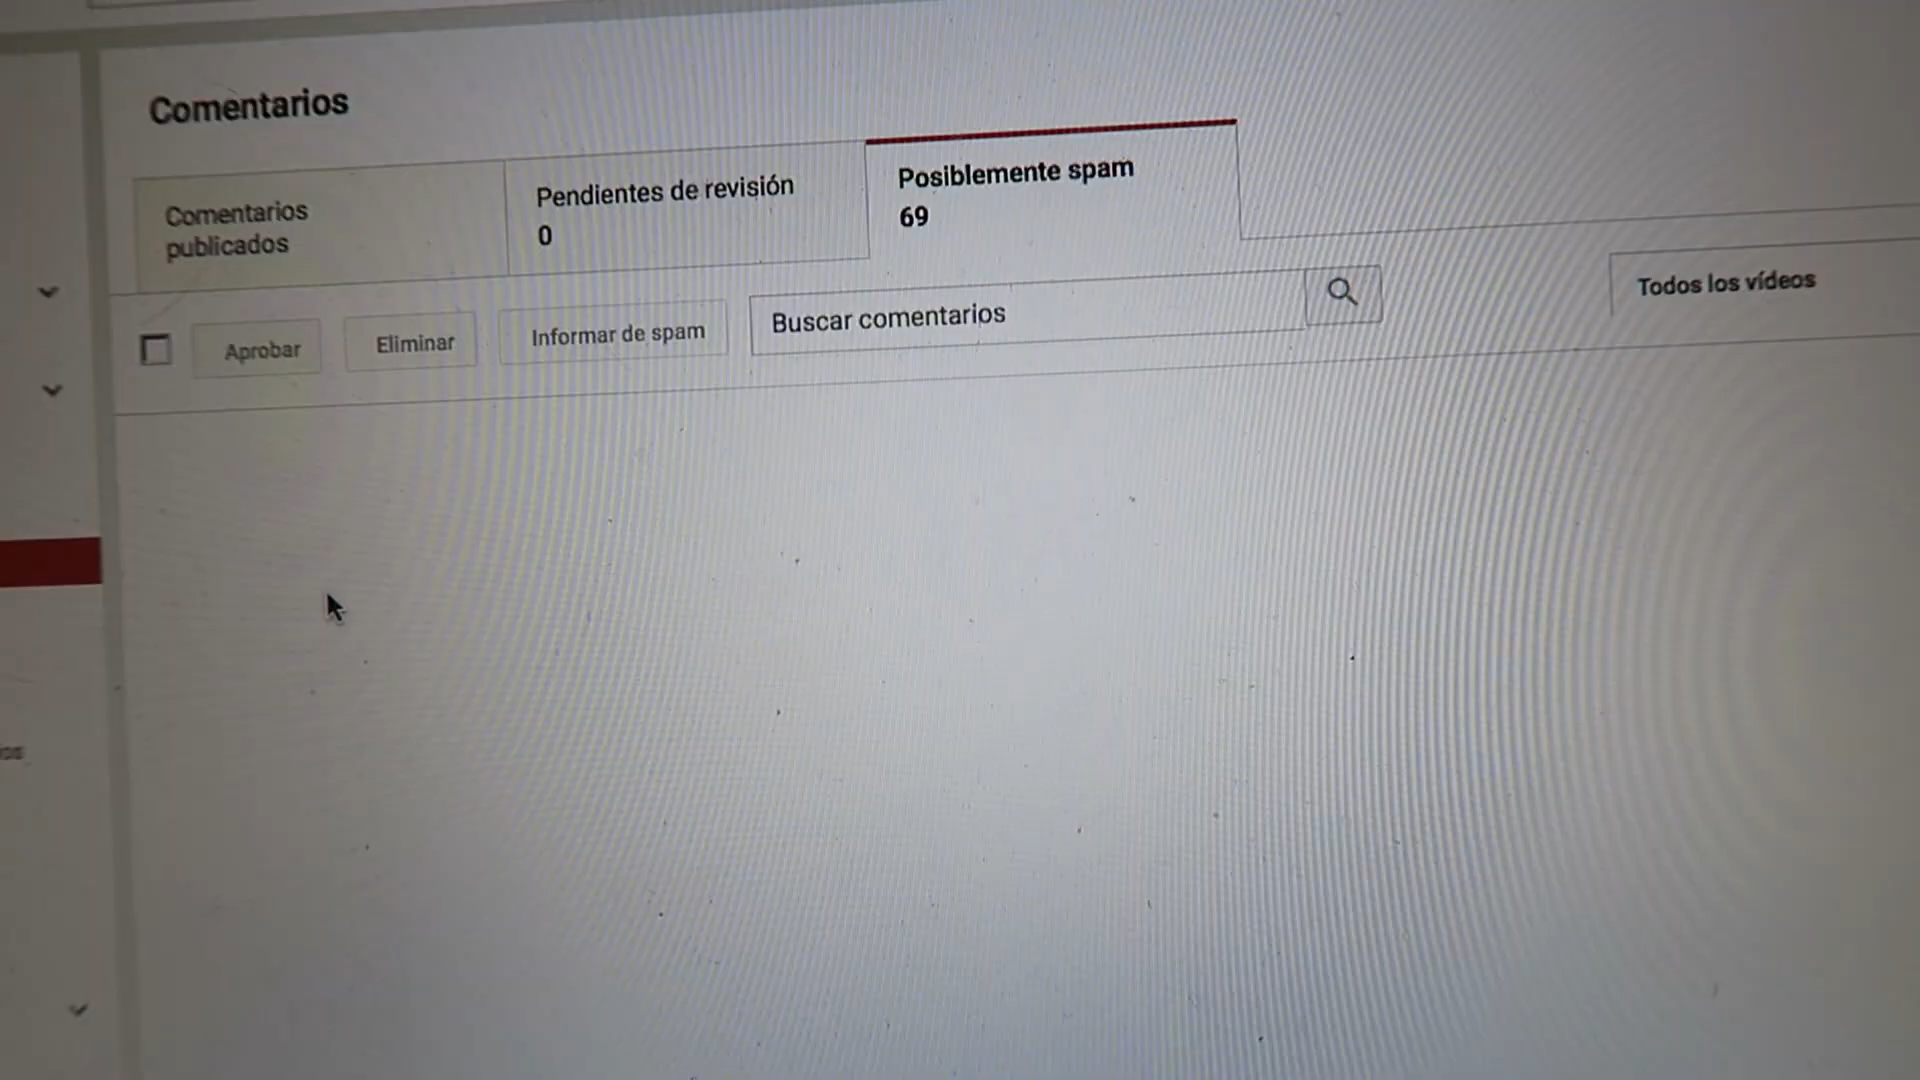 Comentarios
Comentarios
publicados
Pendientes de revisión
0
Posiblemente spam
69
Aprobar
Eliminar
Informar de spam
Buscar comentarios
Todos los vídeos